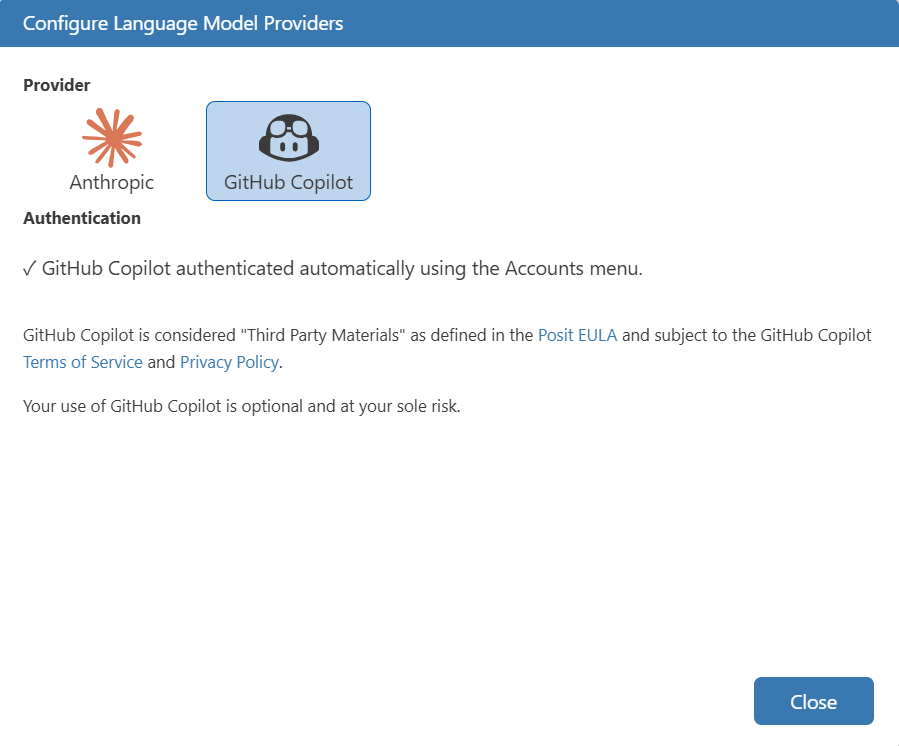 Configure Language Model Providers
Provider
Anthropic
GitHub Copilot
Authentication
✓ GitHub Copilot authenticated automatically using the Accounts menu.
GitHub Copilot is considered "Third Party Materials" as defined in the Posit EULA and subject to the GitHub Copilot
Terms of Service and Privacy Policy.
Your use of GitHub Copilot is optional and at your sole risk.
Close